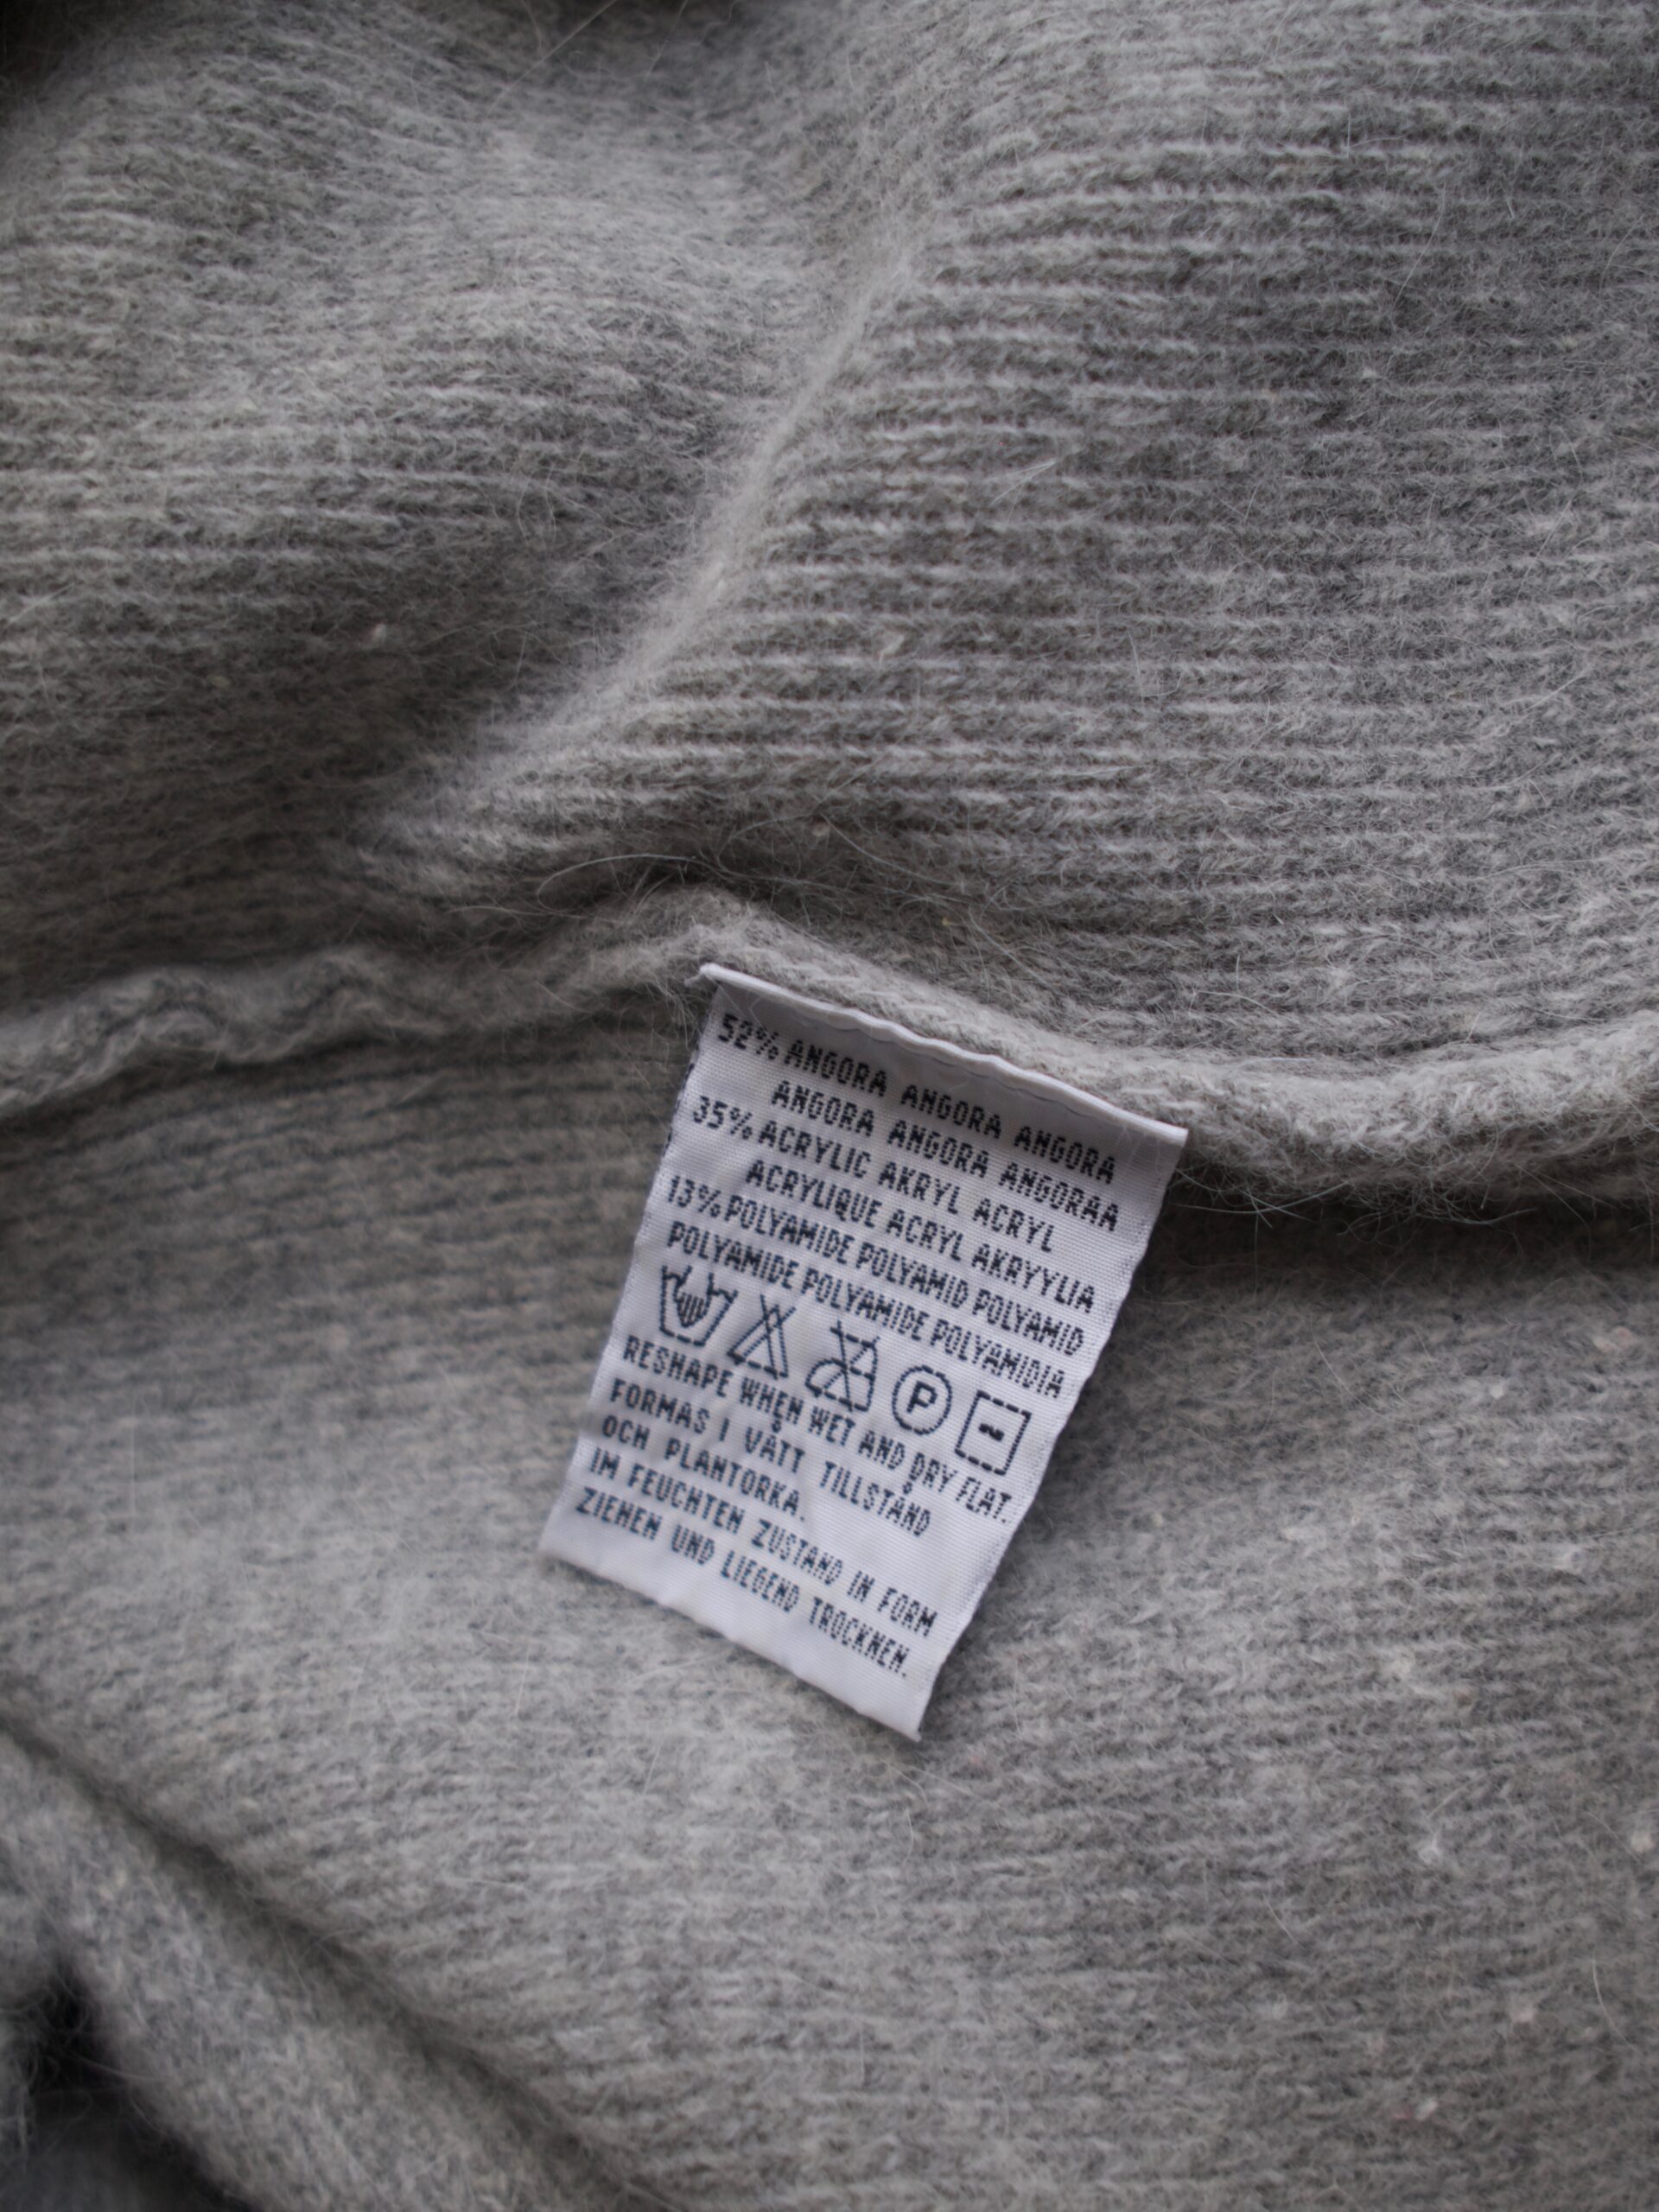 52% ANGORA ANGORA ANGORA
ANGORA ANGORA ANGORAA
35% ACRYLIC AKRYL ACRYL
ACRYLIQUE ACRYL AKRYYLIA
13% POLYAMIDE POLYAMID POLYAMID
POLYAMIDE POLYAMIDE POLYAMIDIA
P
RESHAPE WHEN WET AND DRY FLAT.
FORMAS I VÅTT TILLSTÅND
OCH PLANTORKA.
IM FEUCHTEN ZUSTAND IN FORM
ZIEHEN UND LIEGEND TROCKNEN.